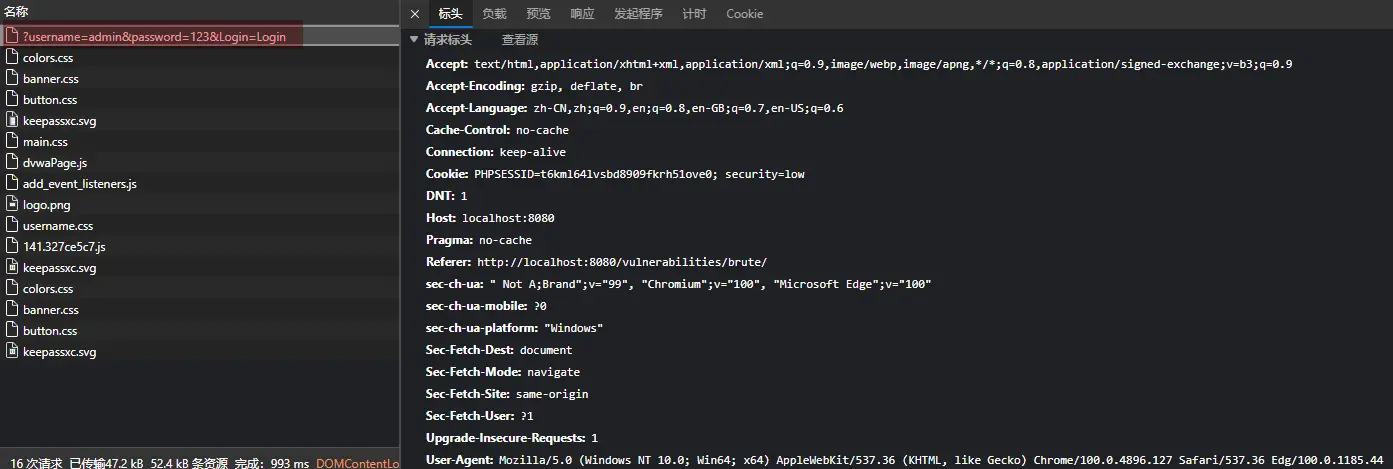 名称
?username=admin&password=123&Login=Login
colors.css
banner.css
button.css
keepassxc.svg
main.css
dvwaPage.js
add_event_listeners.js
logo.png
username.css
141.327ce5c7.js
keepassxc.svg
colors.css
banner.css
button.css
keepassxc.svg
16 次请求 已传输47.2 kB 52.4 kB 条资源 完成: 993 ms DOMContentLo
标头 负载 预览 响应 发起程序 计时 Cookie
请求标头 查看源
Accept: text/html,application/xhtml+xml,application/xml;q=0.9,image/webp,image/apng,*/*;q=0.8,application/signed-exchange;v=b3;q=0.9
Accept-Encoding: gzip, deflate, br
Accept-Language: zh-CN,zh;q=0.9,en;q=0.8,en-GB;q=0.7,en-US;q=0.6
Cache-Control: no-cache
Connection: keep-alive
Cookie: PHPSESSID=t6kml64lvsbd8909fkrh51ove0; security=low
DNT: 1
Host: localhost:8080
Pragma: no-cache
Referer: http://localhost:8080/vulnerabilities/brute/
sec-ch-ua: " Not A;Brand";v="99", "Chromium";v="100", "Microsoft Edge";v="100"
sec-ch-ua-mobile: ?0
sec-ch-ua-platform: "Windows"
Sec-Fetch-Dest: document
Sec-Fetch-Mode: navigate
Sec-Fetch-Site: same-origin
Sec-Fetch-User: ?1
Upgrade-Insecure-Requests: 1
User-Agent: Mozilla/5.0 (Windows NT 10.0; Win64; x64) AppleWebKit/537.36 (KHTML, like Gecko) Chrome/100.0.4896.127 Safari/537.36 Edg/100.0.1185.44